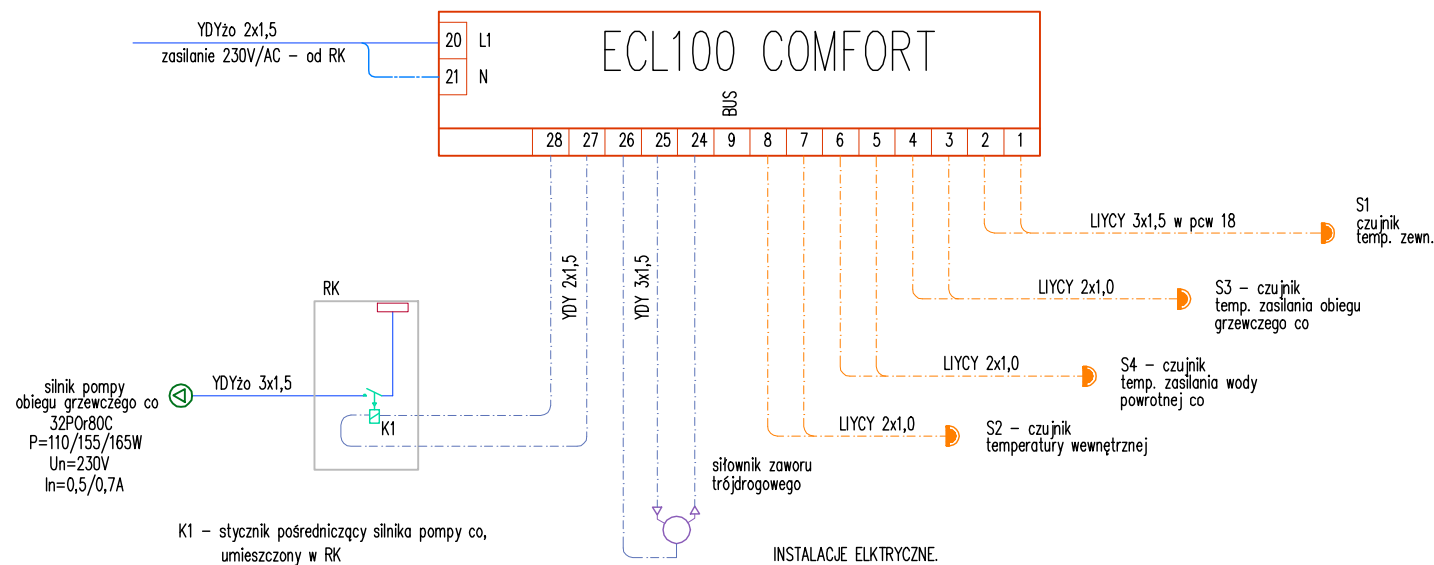 YDYżo 2x1,5
zasilanie 230V/AC – od RK
20 L1
21 N
ECL100 COMFORT
BUS
28 27 26 25 24 9 8 7 6 5 4 3 2 1
LIYCY 3x1,5 w pcw 18
S1
czujnik
temp. zewn.
YDY 2x1,5
YDY 3x1,5
LIYCY 2x1,0
S3 – czujnik
temp. zasilania obiegu
grzewczego co
RK
LIYCY 2x1,0
S4 – czujnik
temp. zasilania wody
powrotnej co
silnik pompy
obiegu grzewczego co
32POr80C
P=110/155/165W
Un=230V
In=0,5/0,7A
YDYżo 3x1,5
K1
LIYCY 2x1,0
S2 – czujnik
temperatury wewnętrznej
siłownik zaworu
trójdrogowego
K1 – stycznik pośredniczący silnika pompy co,
umieszczony w RK
INSTALACJE ELKTRYCZNE.